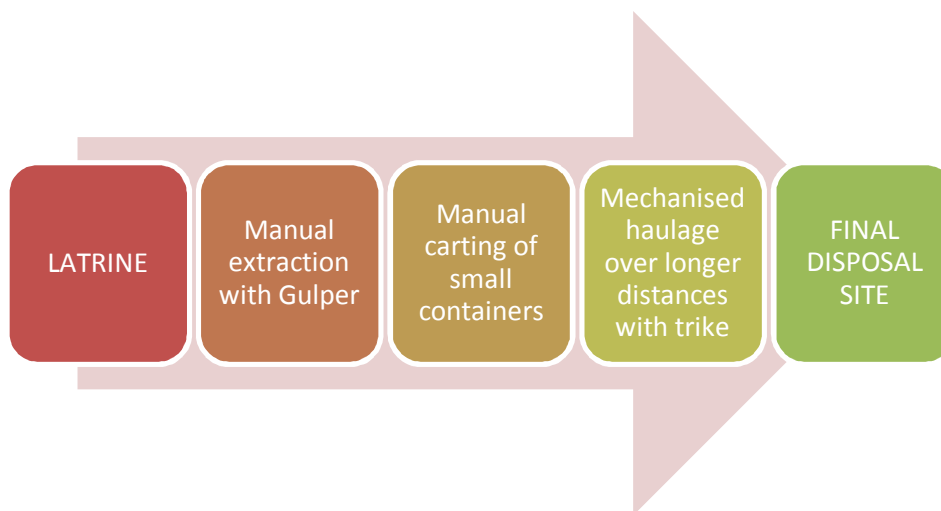 LATRINE
Manual
extraction
with Gulper
Manual
carting of
small
containers
Mechanised
haulage
over longer
distances
with trike
FINAL
DISPOSAL
SITE